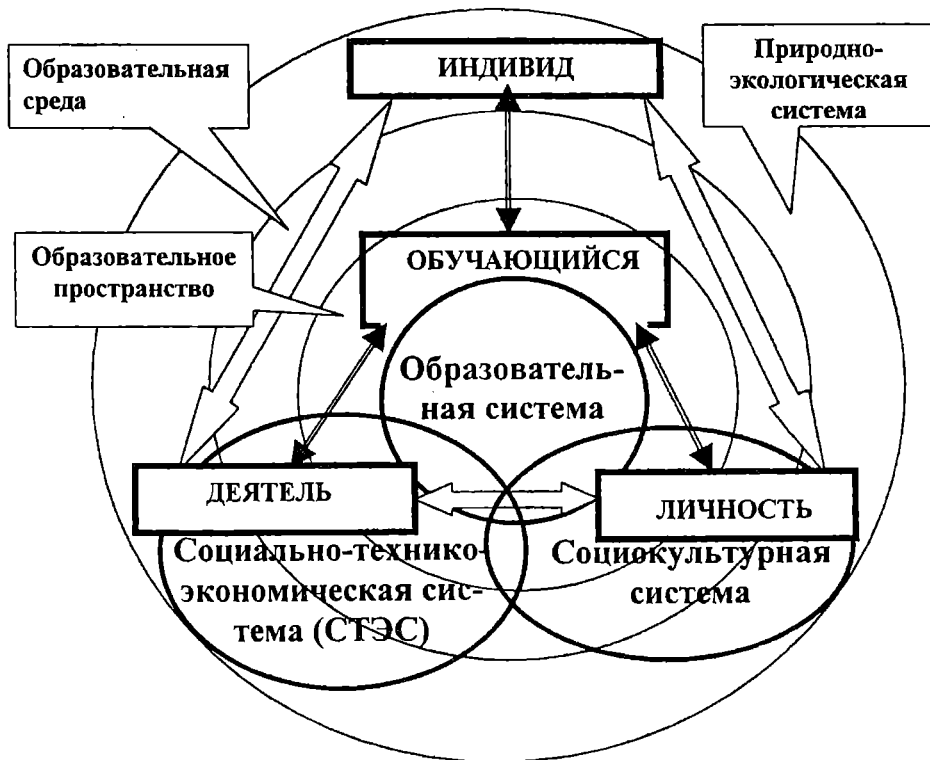 Образовательная
среда
ИНДИВИД
Природно-
экологическая
система
Образовательное
пространство
ОБУЧАЮЩИЙСЯ
Образователь-
ная система
ДЕЯТЕЛЬ
ЛИЧНОСТЬ
Социально-технико-
экономическая сис-
тема (СТЭС)
Социокультурная
система